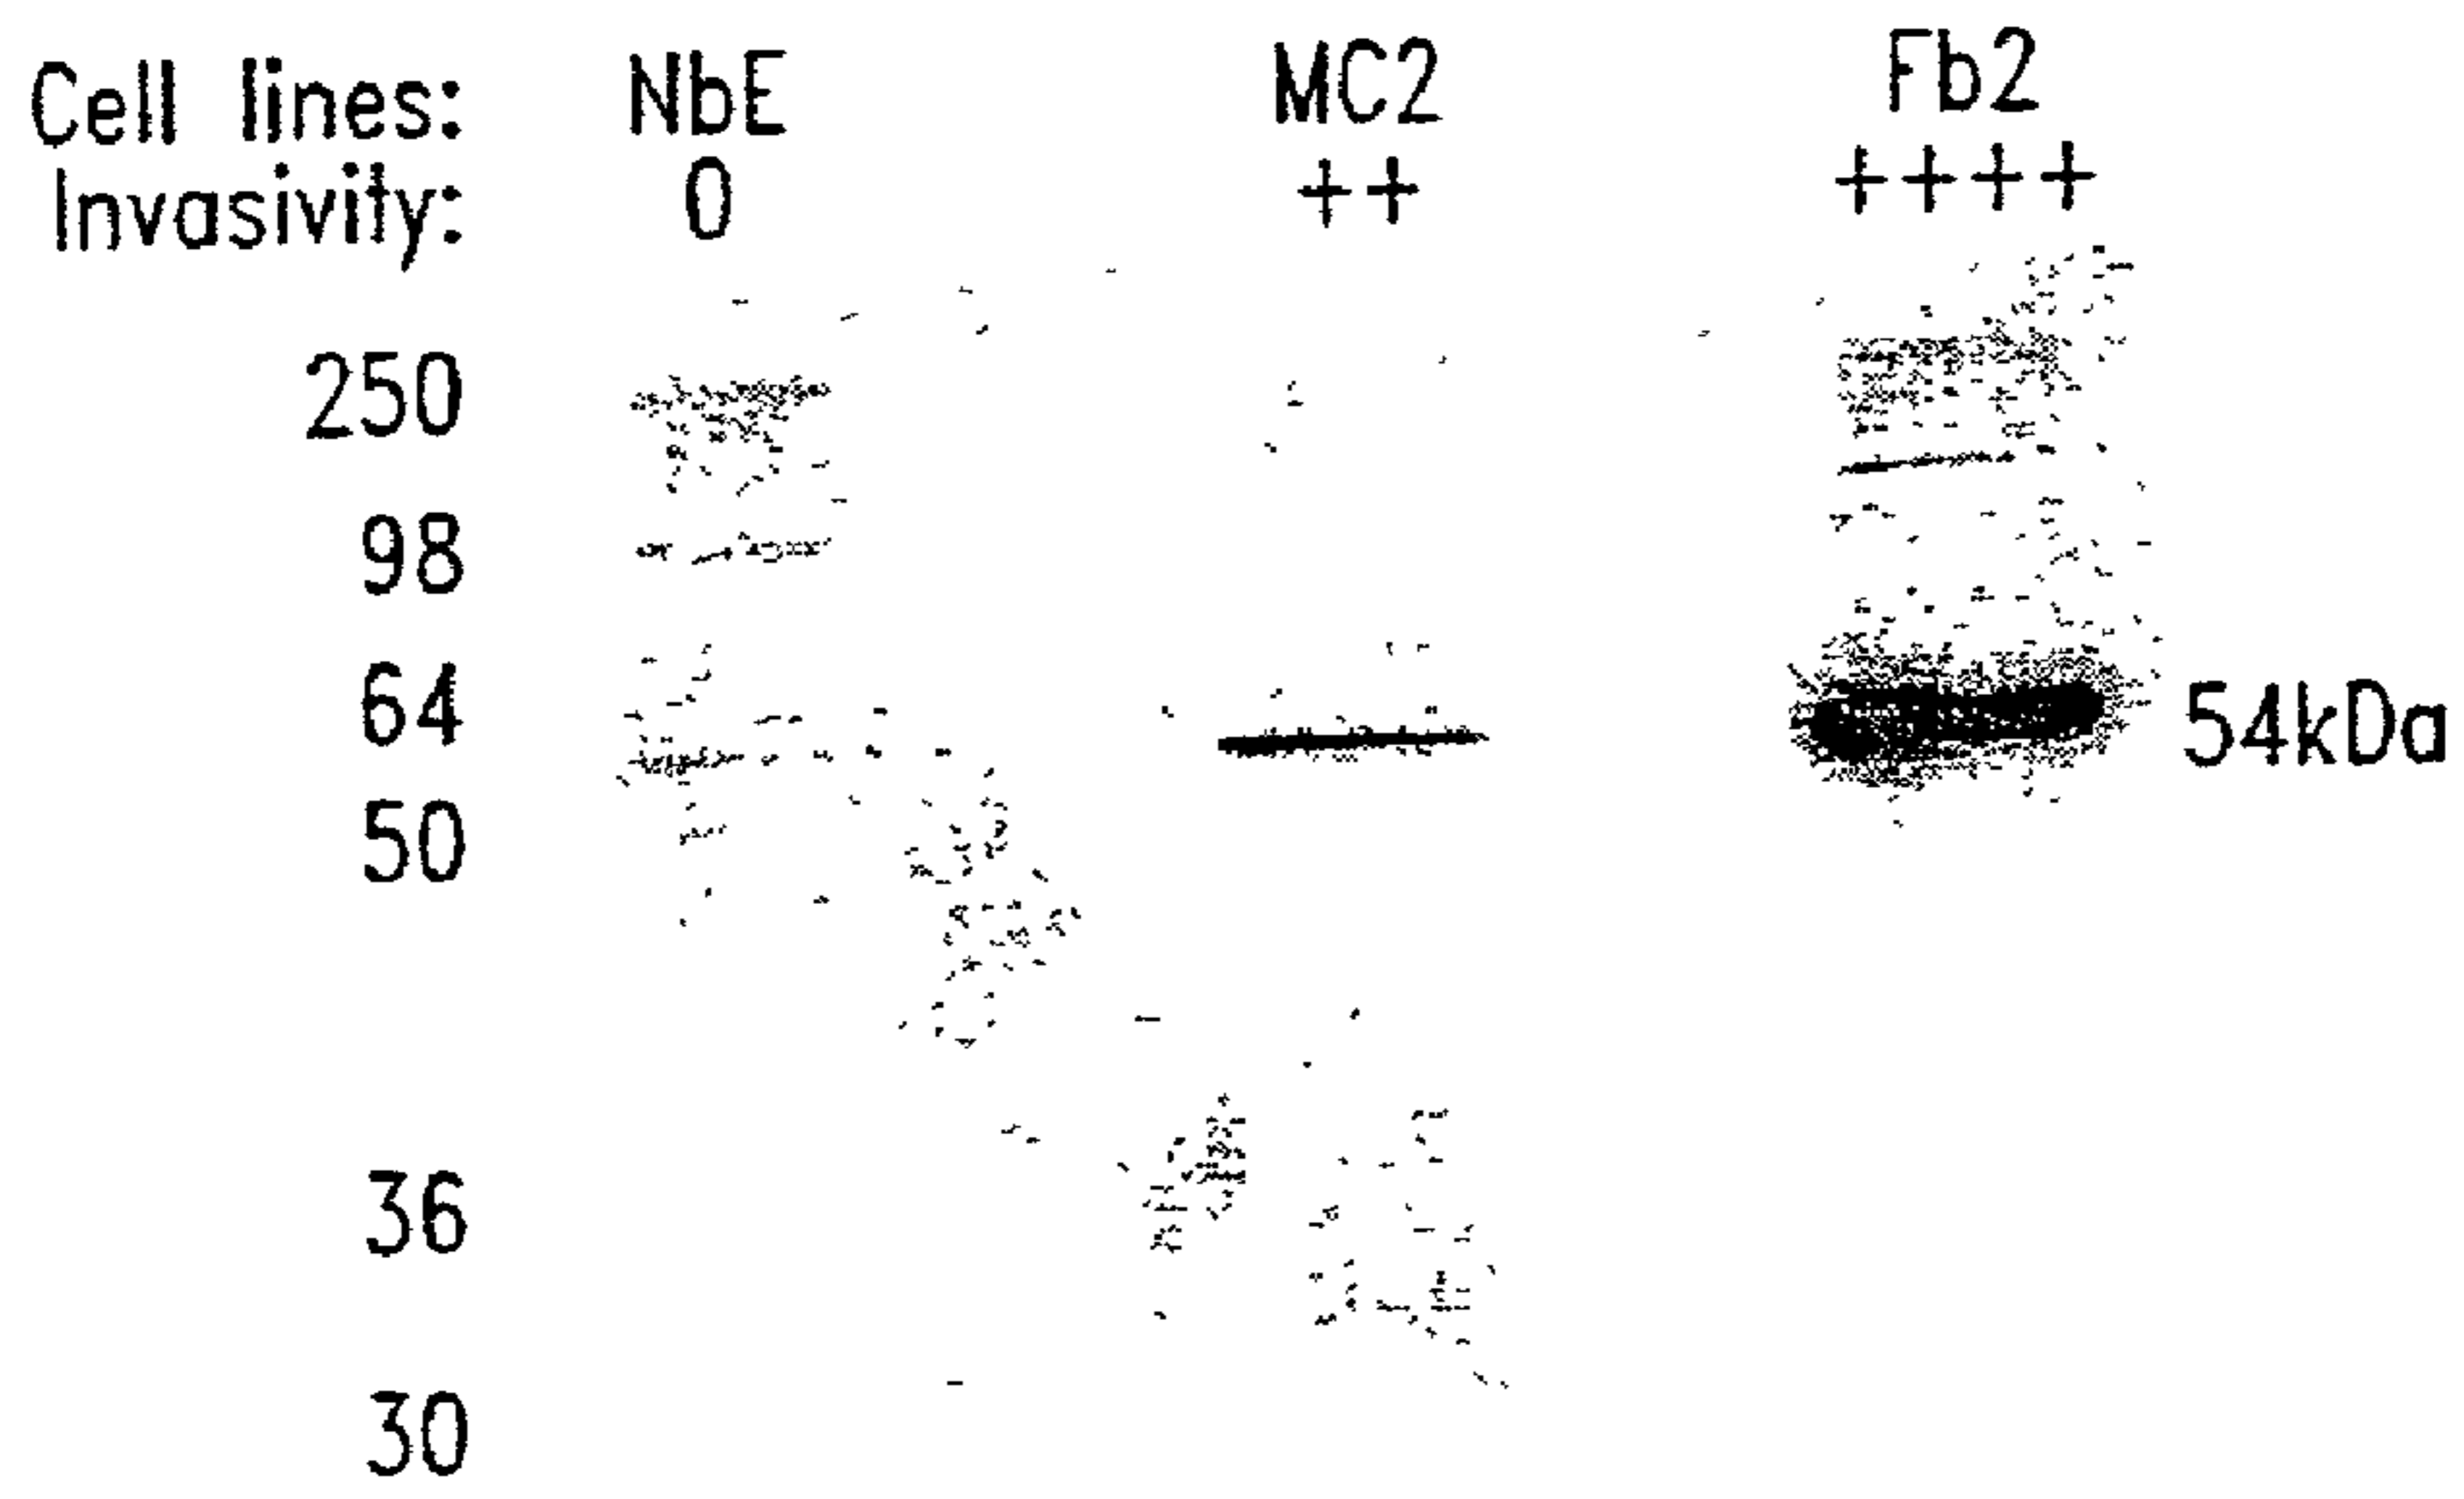 Cell lines: NbE MC2 Fb2
Invasivity: 0 ++ ++++
250
98
64 54kDa
50
36
30